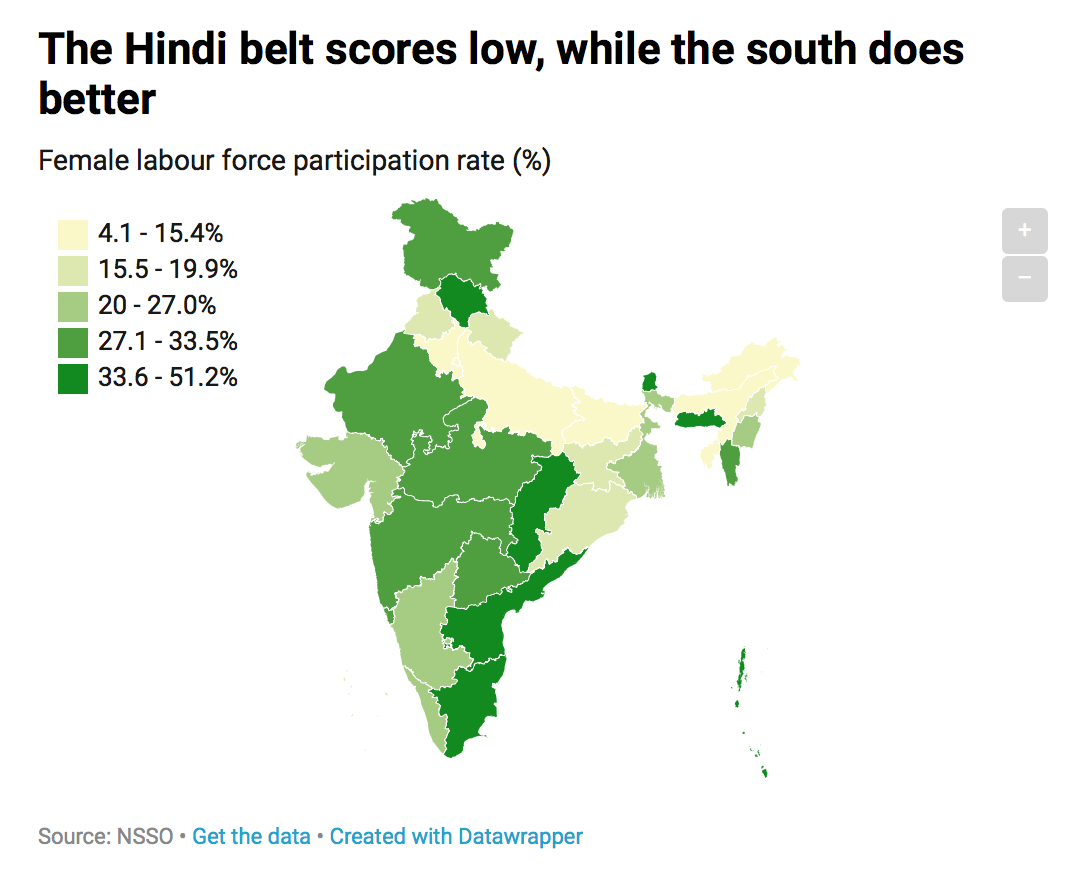 The Hindi belt scores low, while the south does
better
Female labour force participation rate (%)
4.1 - 15.4%
15.5 - 19.9%
20 - 27.0%
27.1 - 33.5%
33.6 - 51.2%
+
−
Source: NSSO • Get the data • Created with Datawrapper